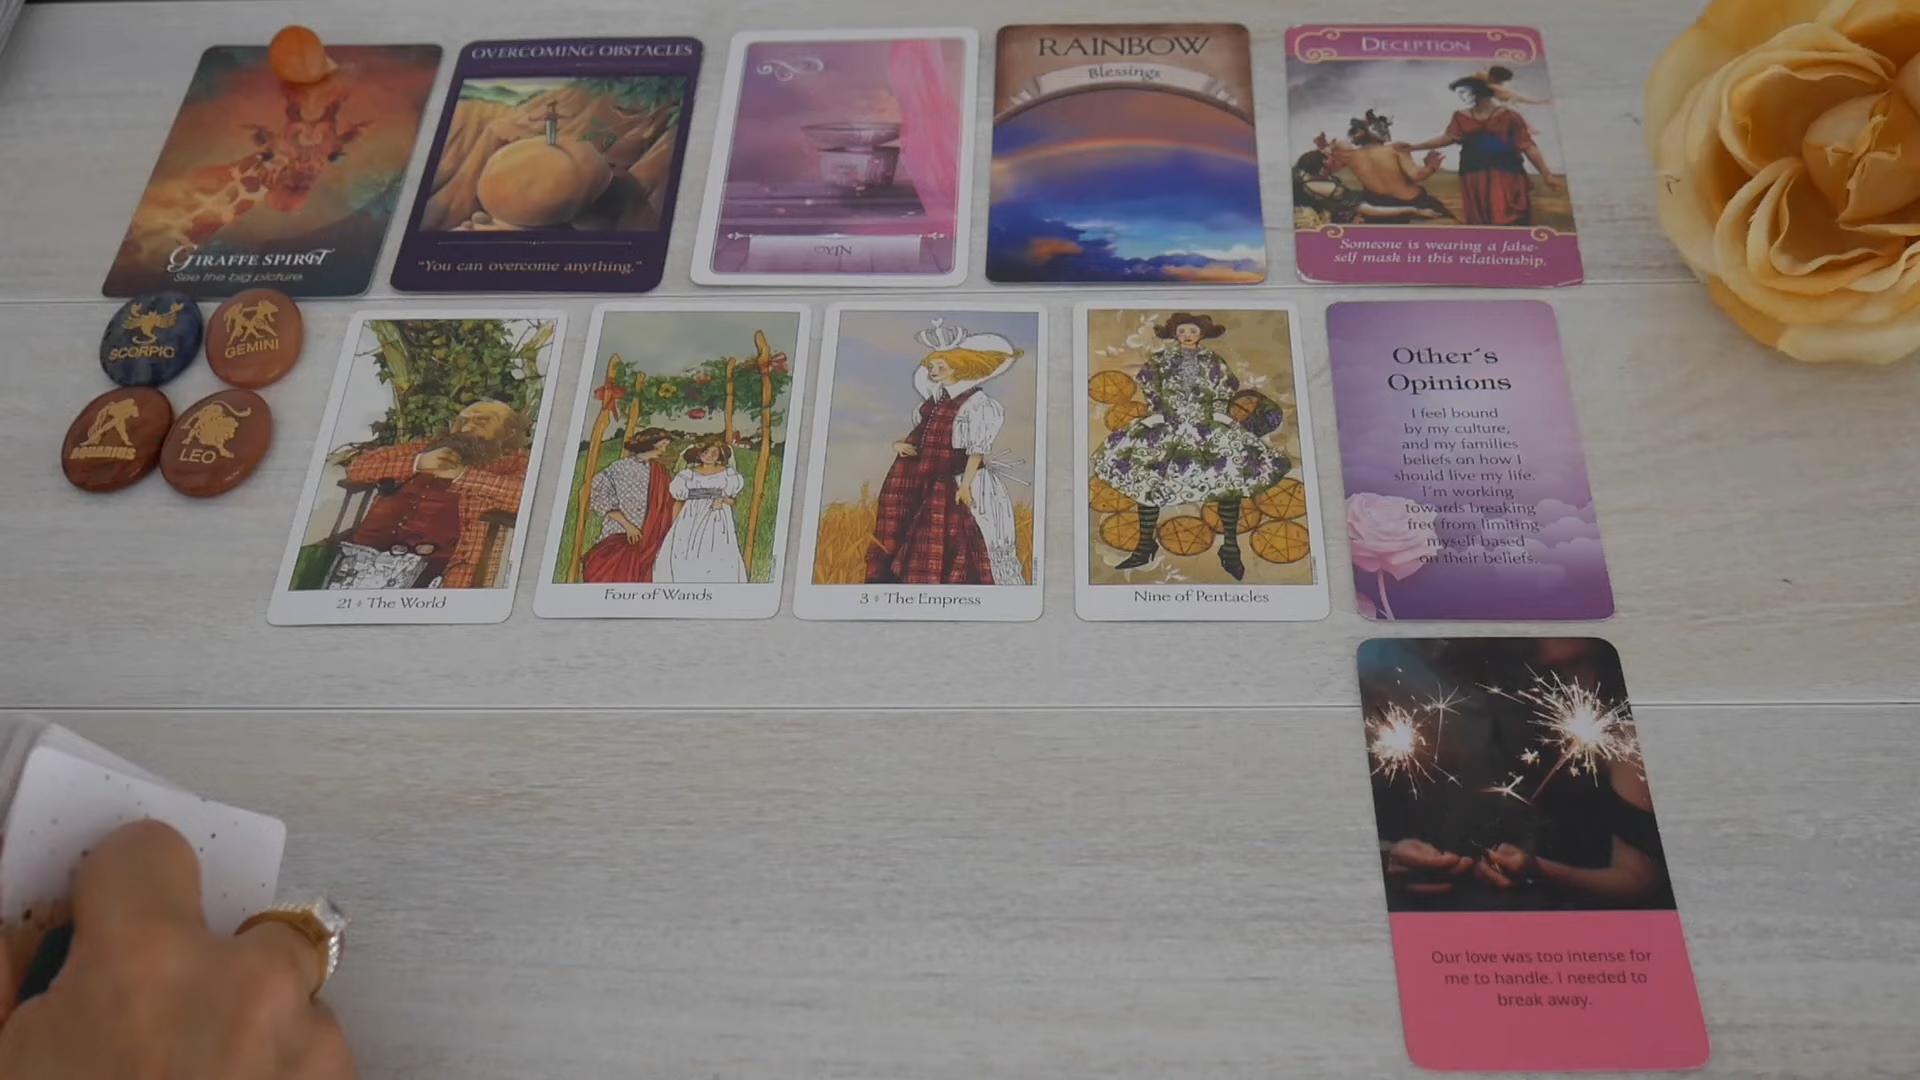 GIRAFFE SPIRIT
See the big picture.
OVERCOMING OBSTACLES
"You can overcome anything."
YIN
RAINBOW
Blessings
DECEPTION
Someone is wearing a false-
self mask in this relationship.
SCORPIO
GEMINI
AQUARIUS
LEO
21 The World
Four of Wands
3 The Empress
Nine of Pentacles
Other´s
Opinions
I feel bound
by my culture,
and my families
beliefs on how I
should live my life.
I'm working
towards breaking
free from limiting
myself based
on their beliefs.
Our love was too intense for
me to handle. I needed to
break away.